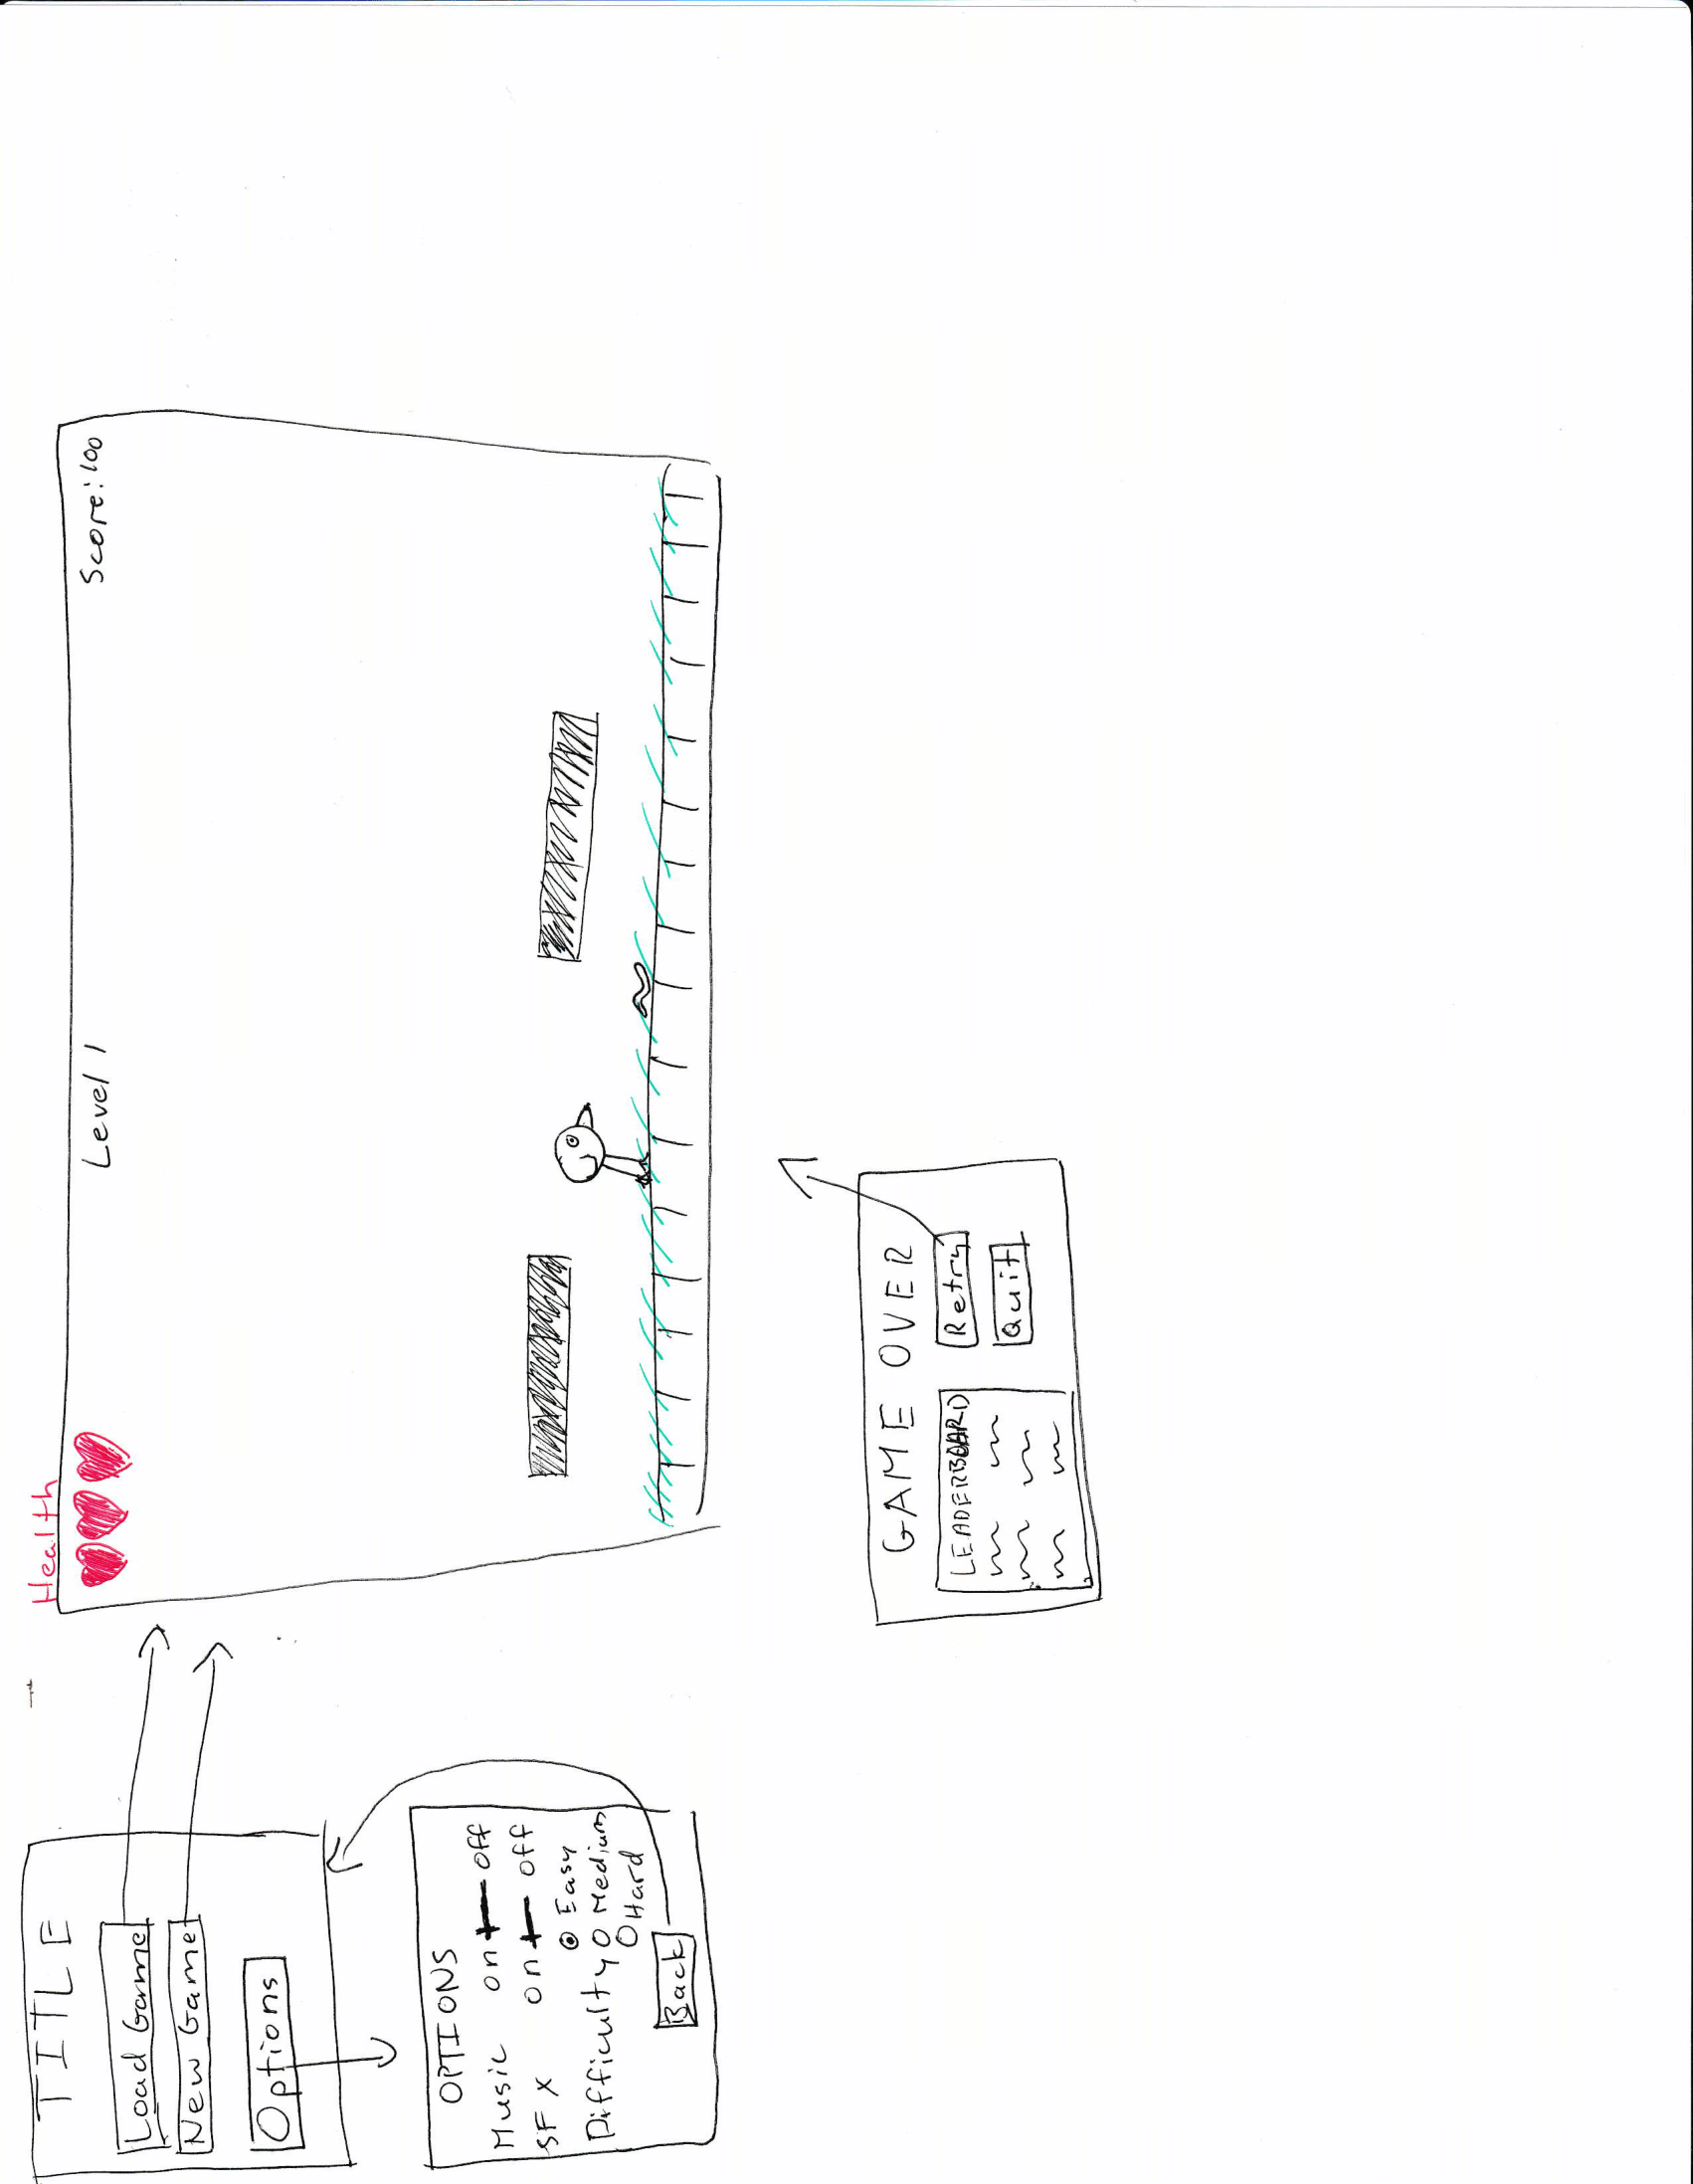 TITLE
Load Game
New Game
Options
OPTIONS
Music on off
SFX on off
Difficulty
Easy
Medium
Hard
Back
Health
Level 1
Score: 100
GAME OVER
LEADERBOARD
Retry
Quit